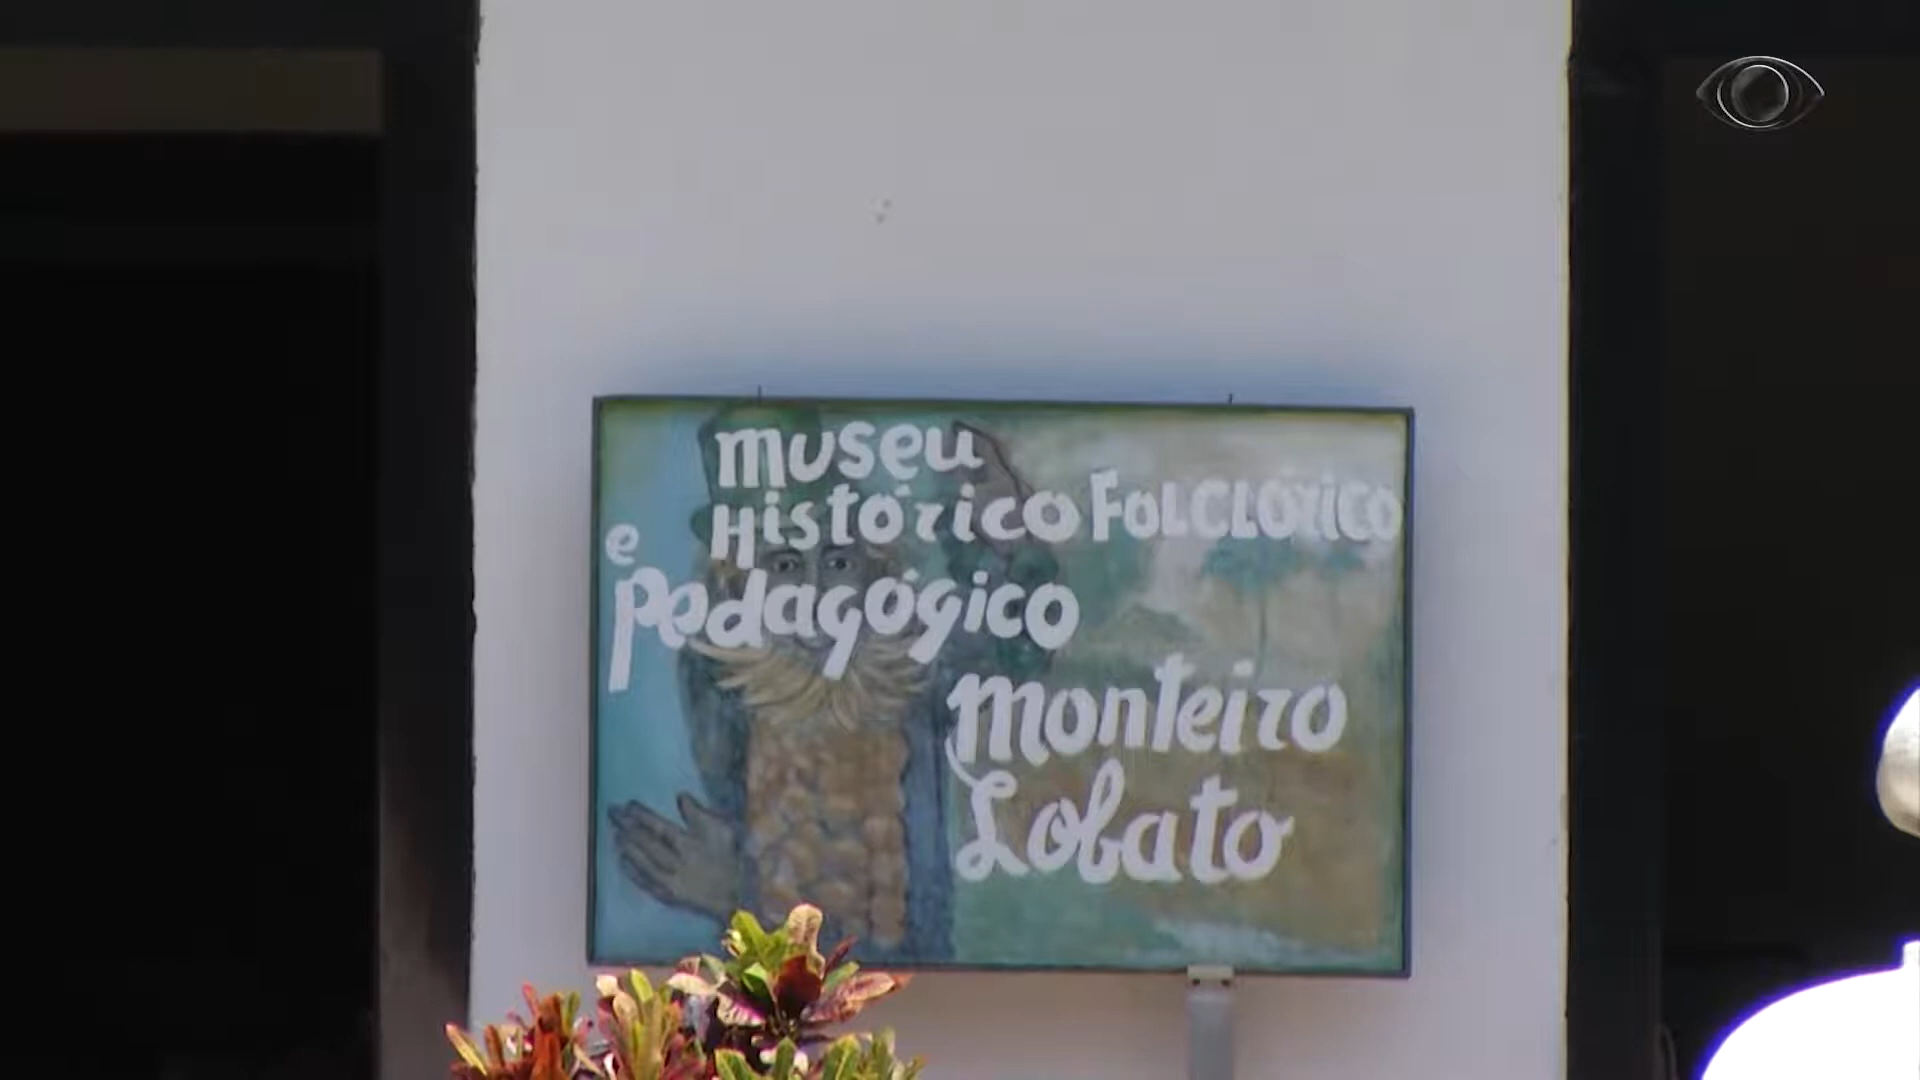 museu
Histórico FOLCLÓrICO
e
Pedagógico
Monteiro
Lobato